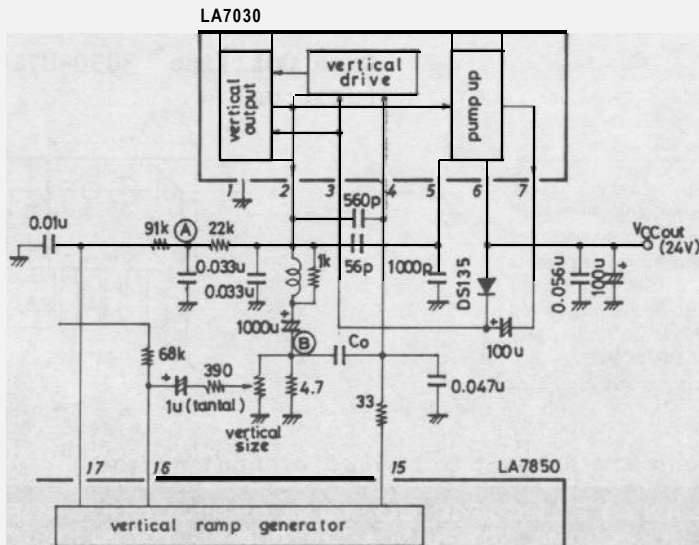 LA7030
vertical output
vertical drive
pump up
1 2 3 4 5 6 7
560p
0.01u
91k
A
22k
VCCout
(24V)
0.033u
0.033u
1k
56p
1000p
DS135
0.056u
100u
1000u
B
Co
100u
68k
390
1u(tantal)
4.7
0.047u
33
vertical size
17 16 15
LA7850
vertical ramp generator